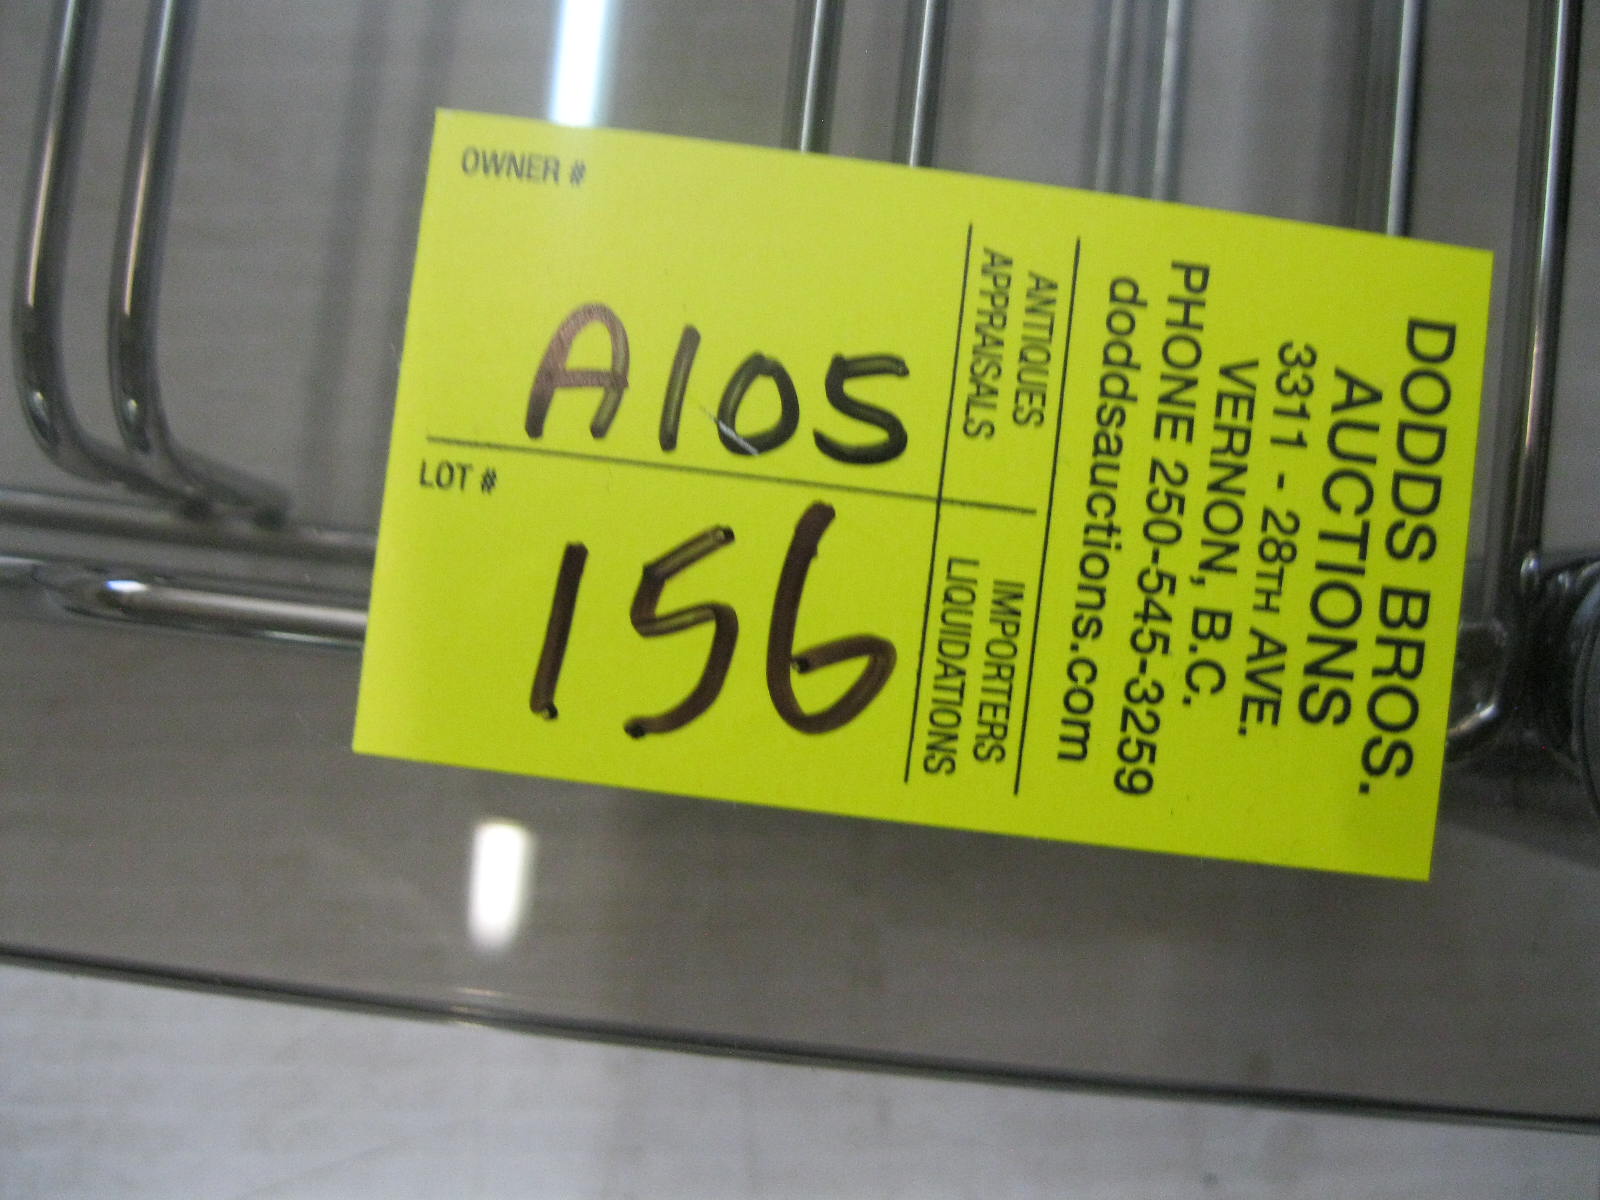 DODDS BROS.
AUCTIONS
3311 - 28TH AVE.
VERNON, B.C.
PHONE 250-545-3259
doddsauctions.com
ANTIQUES
APPRAISALS
IMPORTERS
LIQUIDATIONS
OWNER #
A105
LOT #
156